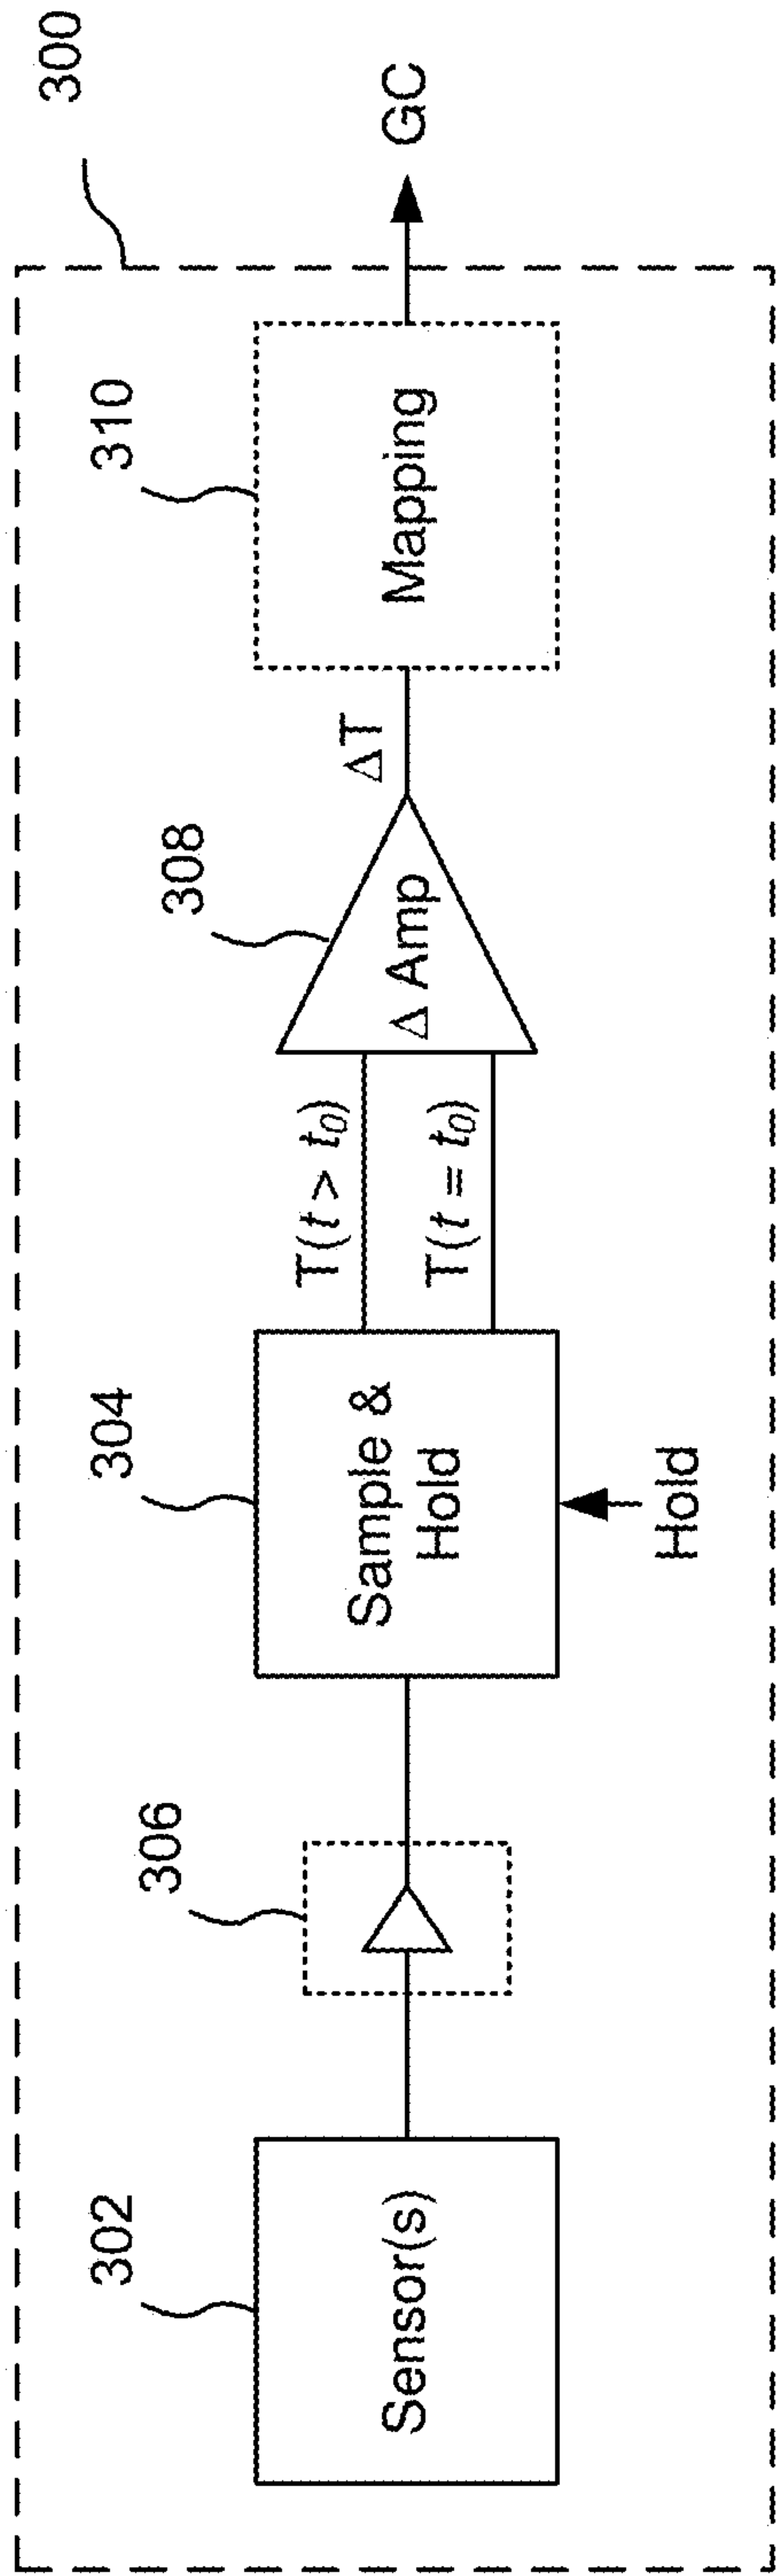 300
302
Sensor(s)
306
304
Sample &
Hold
Hold
T(t > t₀)
T(t = t₀)
308
Δ Amp
ΔT
310
Mapping
GC